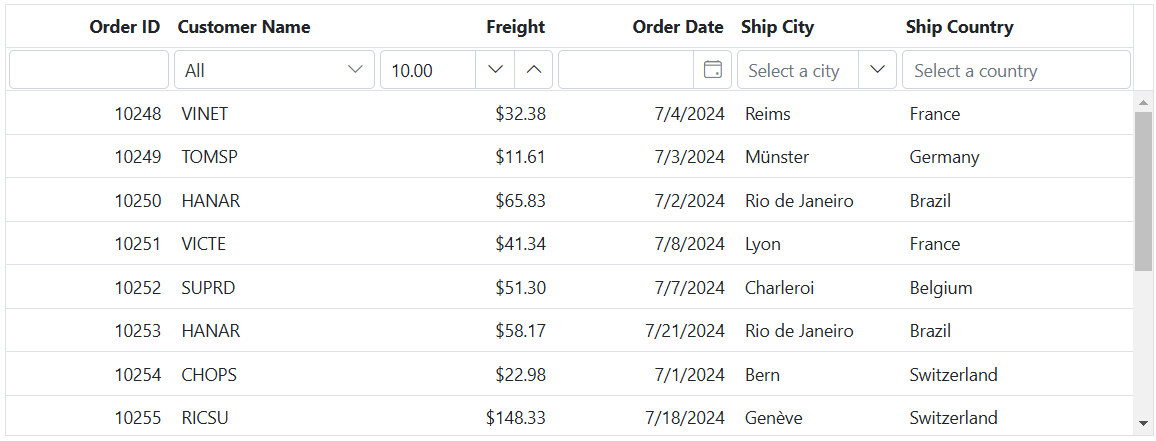 Order ID Customer Name Freight Order Date Ship City Ship Country
All 10.00 Select a city Select a country
10248 VINET $32.38 7/4/2024 Reims France
10249 TOMSP $11.61 7/3/2024 Münster Germany
10250 HANAR $65.83 7/2/2024 Rio de Janeiro Brazil
10251 VICTE $41.34 7/8/2024 Lyon France
10252 SUPRD $51.30 7/7/2024 Charleroi Belgium
10253 HANAR $58.17 7/21/2024 Rio de Janeiro Brazil
10254 CHOPS $22.98 7/1/2024 Bern Switzerland
10255 RICSU $148.33 7/18/2024 Genève Switzerland